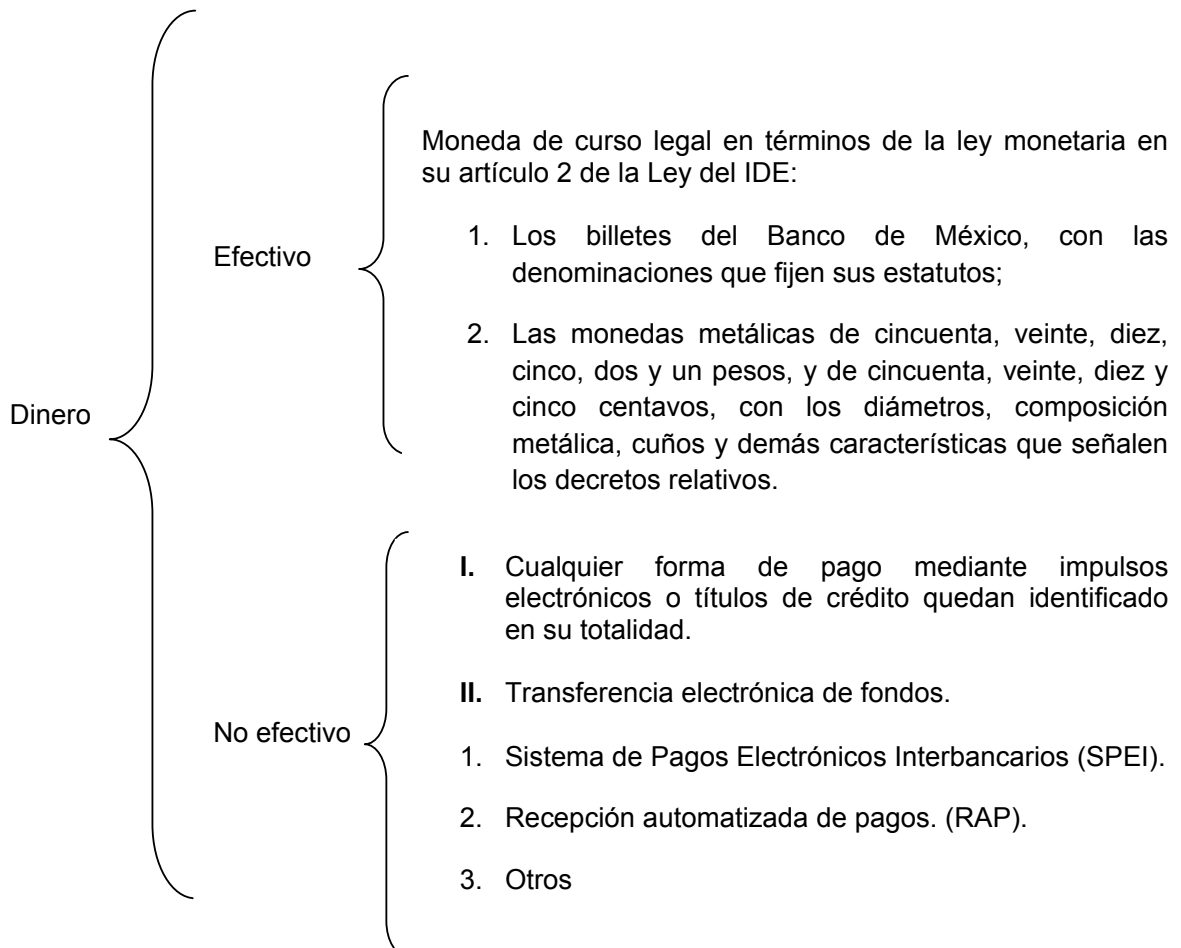 Dinero
Efectivo
Moneda de curso legal en términos de la ley monetaria en
su artículo 2 de la Ley del IDE:
1. Los billetes del Banco de México, con las
denominaciones que fijen sus estatutos;
2. Las monedas metálicas de cincuenta, veinte, diez,
cinco, dos y un pesos, y de cincuenta, veinte, diez y
cinco centavos, con los diámetros, composición
metálica, cuños y demás características que señalen
los decretos relativos.
No efectivo
I. Cualquier forma de pago mediante impulsos
electrónicos o títulos de crédito quedan identificado
en su totalidad.
II. Transferencia electrónica de fondos.
1. Sistema de Pagos Electrónicos Interbancarios (SPEI).
2. Recepción automatizada de pagos. (RAP).
3. Otros